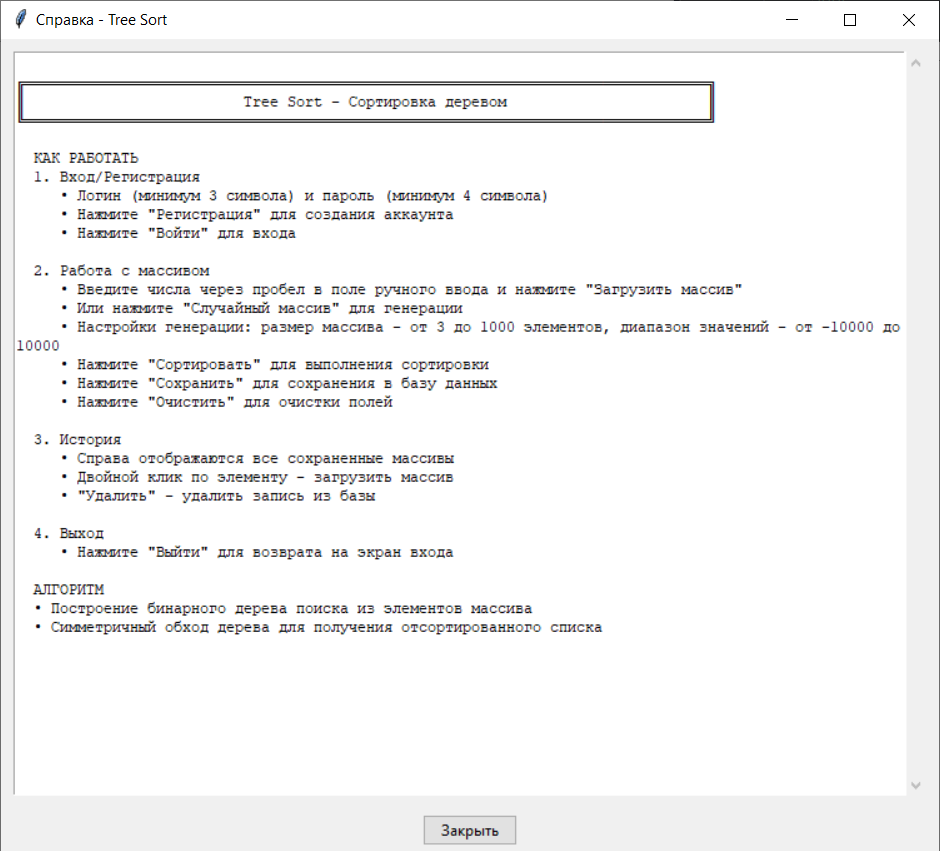 Справка - Tree Sort
Tree Sort - Сортировка деревом
КАК РАБОТАТЬ
1. Вход/Регистрация
• Логин (минимум 3 символа) и пароль (минимум 4 символа)
• Нажмите "Регистрация" для создания аккаунта
• Нажмите "Войти" для входа
2. Работа с массивом
• Введите числа через пробел в поле ручного ввода и нажмите "Загрузить массив"
• Или нажмите "Случайный массив" для генерации
• Настройки генерации: размер массива - от 3 до 1000 элементов, диапазон значений - от -10000 до
10000
• Нажмите "Сортировать" для выполнения сортировки
• Нажмите "Сохранить" для сохранения в базу данных
• Нажмите "Очистить" для очистки полей
3. История
• Справа отображаются все сохраненные массивы
• Двойной клик по элементу - загрузить массив
• "Удалить" - удалить запись из базы
4. Выход
• Нажмите "Выйти" для возврата на экран входа
АЛГОРИТМ
• Построение бинарного дерева поиска из элементов массива
• Симметричный обход дерева для получения отсортированного списка
Закрыть